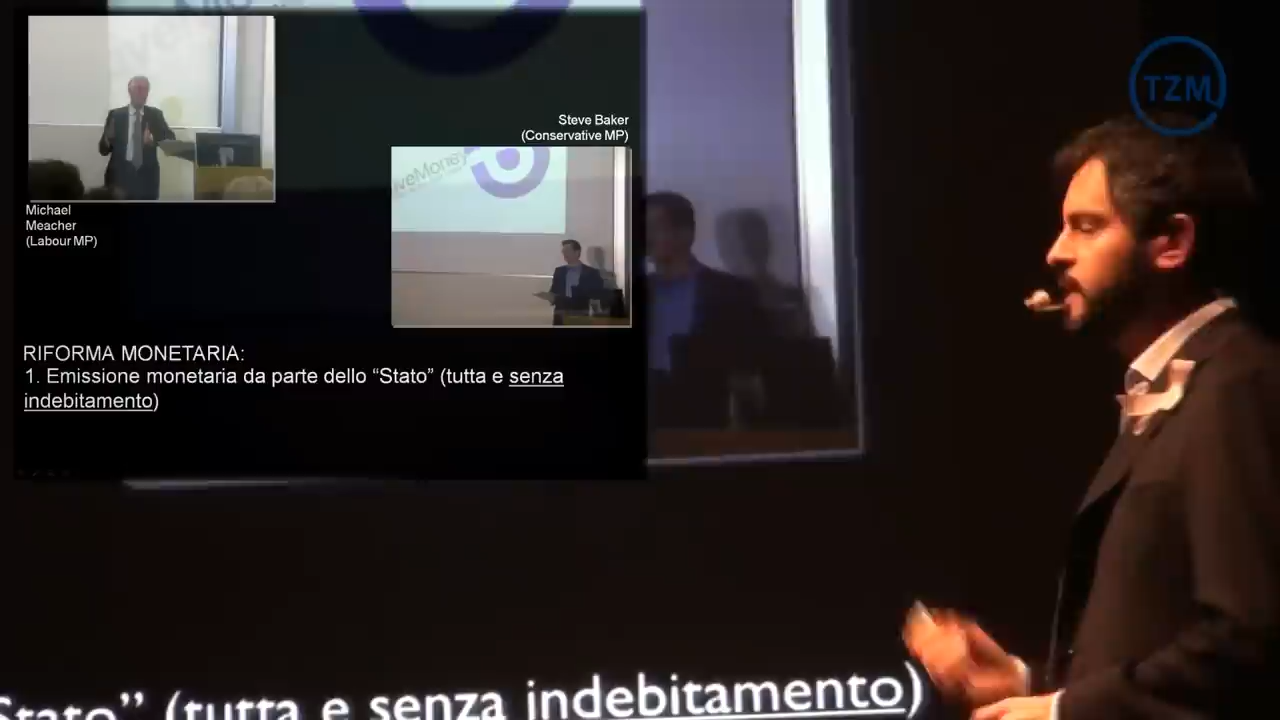 TZM
Steve Baker
(Conservative MP)
Michael
Meacher
(Labour MP)
RIFORMA MONETARIA:
1. Emissione monetaria da parte dello “Stato” (tutta e senza
indebitamento)
Stato” (tutta e senza indebitamento)